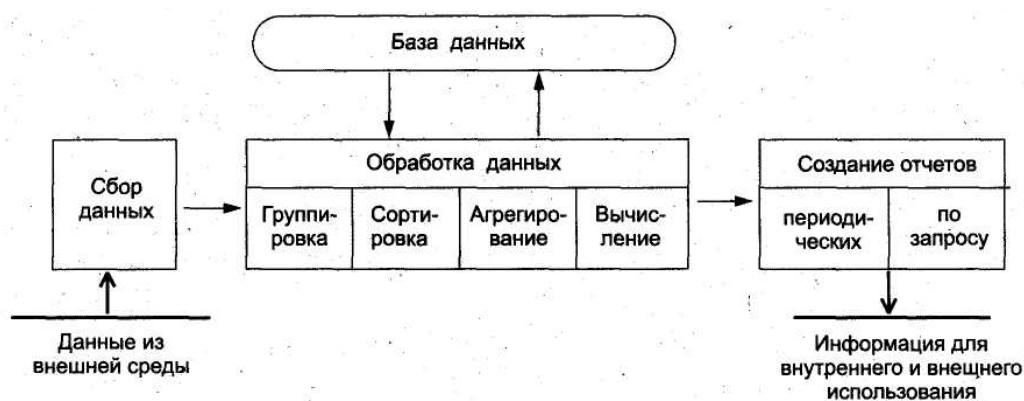 База данных
Сбор
данных
Обработка данных
Группи-
ровка
Сорти-
ровка
Агрегиро-
вание
Вычис-
ление
Создание отчетов
периоди-
ческих
по
запросу
Данные из
внешней среды
Информация для
внутреннего и внещнего
использования